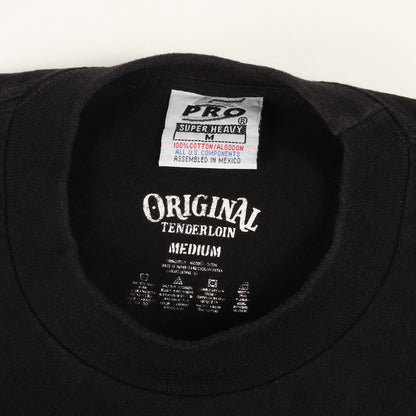 PRO®
SUPER HEAVY
M
100% COTTON/ALGODON
ALL U.S. COMPONENTS
ASSEMBLED IN MEXICO
ORIGINAL
TENDERLOIN
MEDIUM